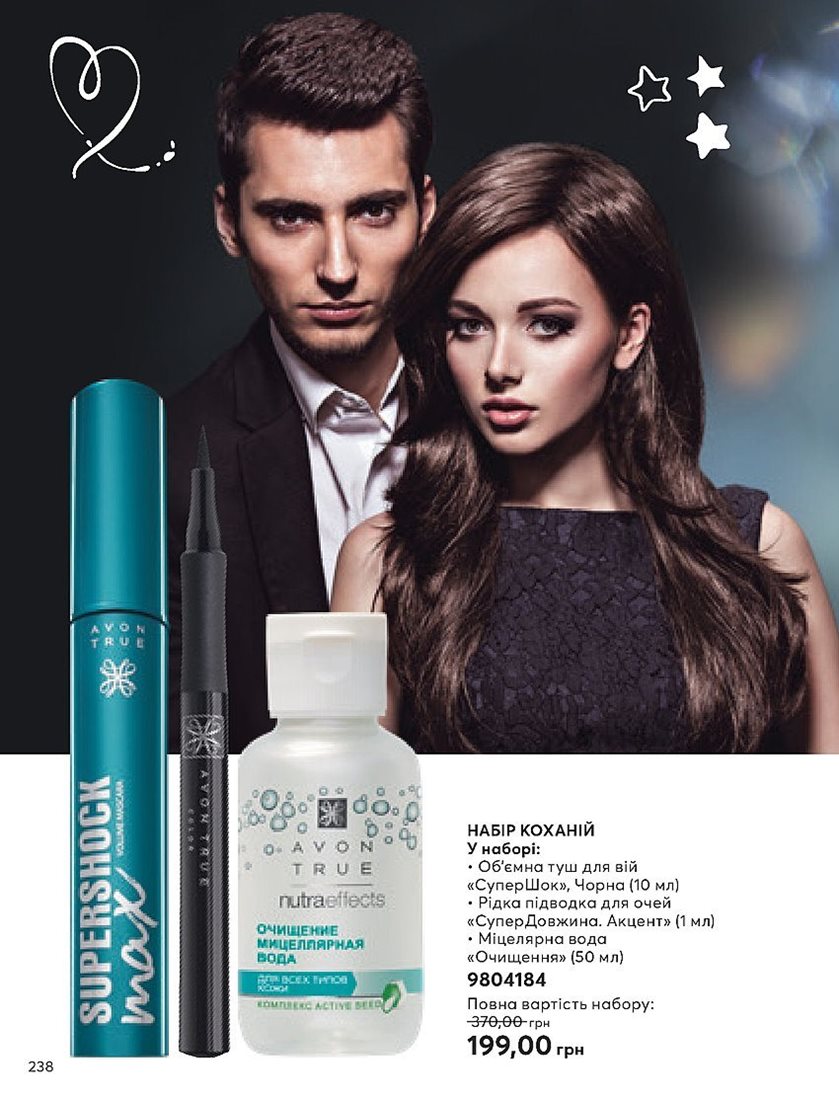 AVON
TRUE
SUPERSHOCK
max
VOLUME MASCARA
AVON TRUE
COLOR
AVON
TRUE
nutraeffects
ОЧИЩЕНИЕ
МИЦЕЛЛЯРНАЯ
ВОДА
ДЛЯ ВСЕХ ТИПОВ
КОЖИ
КОМПЛЕКС ACTIVE SEED
НАБІР КОХАНІЙ
У наборі:
• Об'ємна туш для вій
«СуперШок», Чорна (10 мл)
• Рідка підводка для очей
«СуперДовжина. Акцент» (1 мл)
• Міцелярна вода
«Очищення» (50 мл)
9804184
Повна вартість набору:
370,00 грн
199,00 грн
238